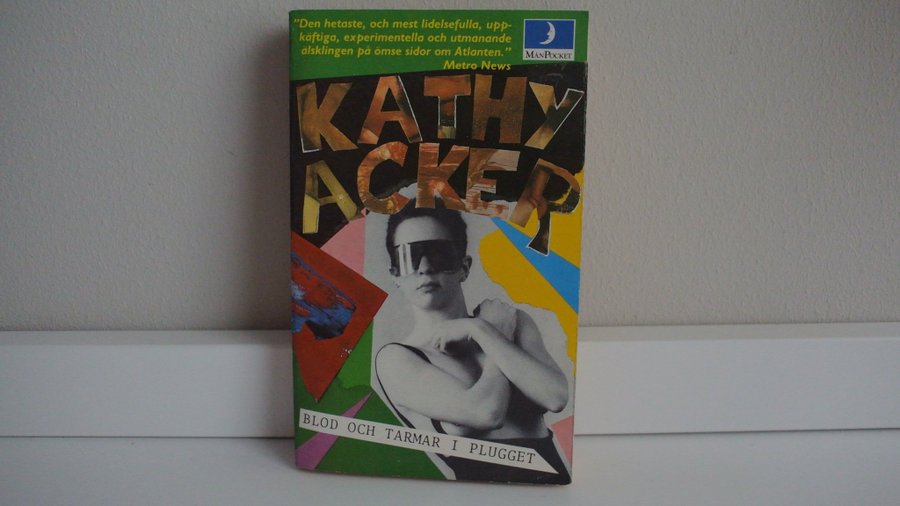 "Den hetaste, och mest lidelsefulla, upp-
käftiga, experimentella och utmanande
älsklingen på ömse sidor om Atlanten."
Metro News
MånPocket
KATHY
ACKER
BLOD OCH TARMAR I PLUGGET